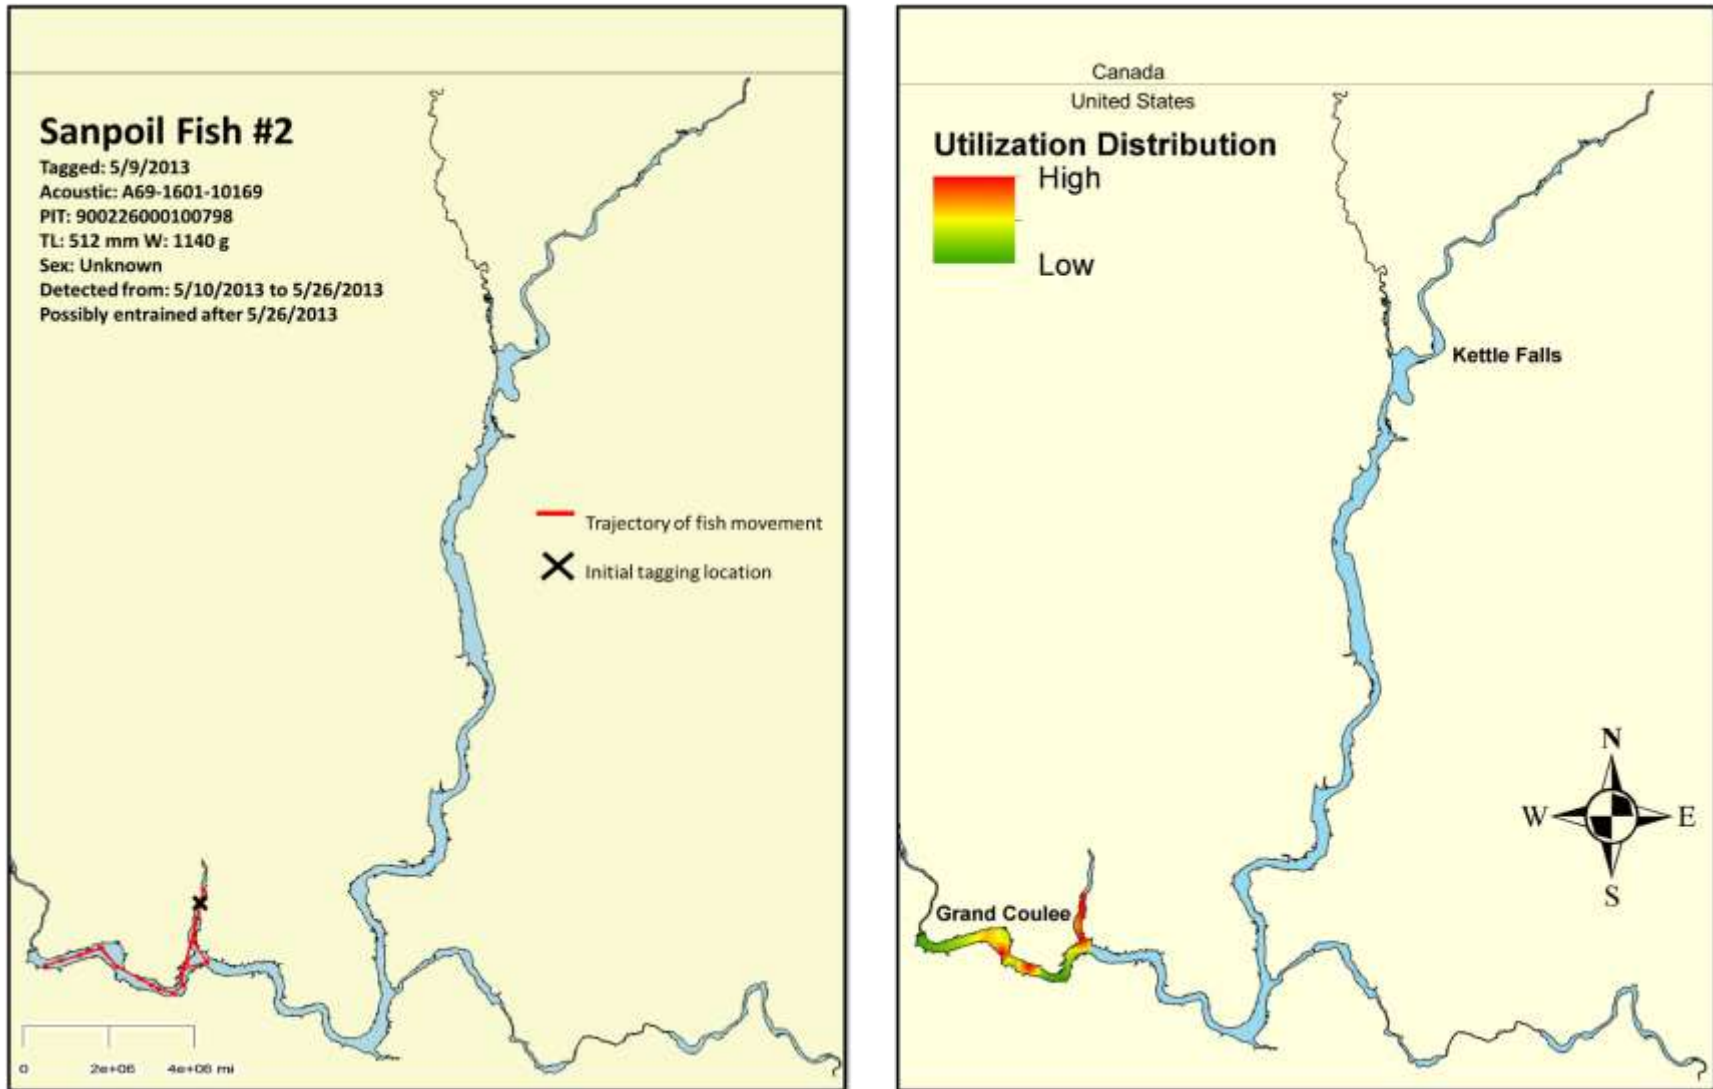 Sanpoil Fish #2
Tagged: 5/9/2013
Acoustic: A69-1601-10169
PIT: 900226000100798
TL: 512 mm W: 1140 g
Sex: Unknown
Detected from: 5/10/2013 to 5/26/2013
Possibly entrained after 5/26/2013
Trajectory of fish movement
Initial tagging location
0 2e+06 4e+06 mi
Canada
United States
Utilization Distribution
High
Low
Kettle Falls
N
W E
S
Grand Coulee